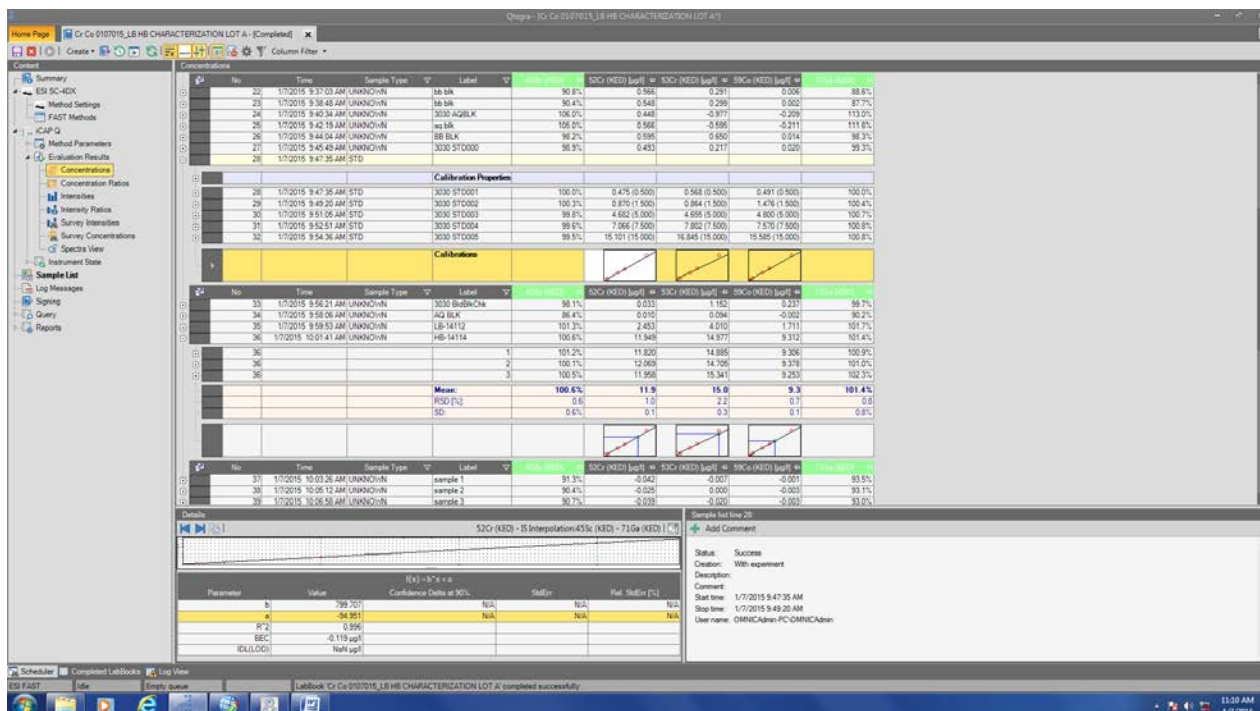 Qtegra - [Cr Co 0107015_LB HB CHARACTERIZATION LOT A*]
Home Page Cr Co 0107015_LB HB CHARACTERIZATION LOT A - [Completed] x
Create Column Filter
Content Concentrations
Summary
ESI SC-4DX
Method Settings
FAST Methods
iCAP Q
Method Parameters
Evaluation Results
Concentrations
Concentration Ratios
Intensities
Intensity Ratios
Survey Intensities
Survey Concentrations
Spectra View
Instrument State
Sample List
Log Messages
Signing
Query
Reports
No Time Sample Type Label 52Cr (KED) [µg/l] 53Cr (KED) [µg/l] 59Co (KED) [µg/l]
22 1/7/2015 9:37:03 AM UNKNOWN bb blk 90.8% 0.566 0.291 0.006 88.6%
23 1/7/2015 9:38:48 AM UNKNOWN bb blk 90.4% 0.548 0.299 0.002 87.7%
24 1/7/2015 9:40:34 AM UNKNOWN 3030 AQBLK 106.0% 0.448 -0.977 -0.209 113.0%
25 1/7/2015 9:42:19 AM UNKNOWN aq blk 105.0% 0.566 -0.595 -0.211 111.6%
26 1/7/2015 9:44:04 AM UNKNOWN BB BLK 98.2% 0.595 0.650 0.014 98.3%
27 1/7/2015 9:45:49 AM UNKNOWN 3030 STD000 98.9% 0.493 0.217 0.020 99.3%
28 1/7/2015 9:47:35 AM STD
Calibration Properties
28 1/7/2015 9:47:35 AM STD 3030 STD001 100.0% 0.475 (0.500) 0.568 (0.500) 0.491 (0.500) 100.0%
29 1/7/2015 9:49:20 AM STD 3030 STD002 100.3% 0.870 (1.500) 0.864 (1.500) 1.476 (1.500) 100.4%
30 1/7/2015 9:51:05 AM STD 3030 STD003 99.8% 4.682 (5.000) 4.655 (5.000) 4.800 (5.000) 100.7%
31 1/7/2015 9:52:51 AM STD 3030 STD004 99.6% 7.066 (7.500) 7.802 (7.500) 7.570 (7.500) 100.8%
32 1/7/2015 9:54:36 AM STD 3030 STD005 99.5% 15.101 (15.000) 16.845 (15.000) 15.585 (15.000) 100.8%
Calibrations
No Time Sample Type Label 52Cr (KED) [µg/l] 53Cr (KED) [µg/l] 59Co (KED) [µg/l]
33 1/7/2015 9:56:21 AM UNKNOWN 3030 BldBlkChk 98.1% 0.033 1.152 0.237 99.7%
34 1/7/2015 9:58:06 AM UNKNOWN AQ BLK 86.4% 0.010 0.094 -0.002 90.2%
35 1/7/2015 9:59:53 AM UNKNOWN LB-14112 101.3% 2.453 4.010 1.711 101.7%
36 1/7/2015 10:01:41 AM UNKNOWN HB-14114 100.6% 11.949 14.977 9.312 101.4%
36 1 101.2% 11.820 14.885 9.306 100.9%
36 2 100.1% 12.069 14.705 9.378 101.0%
36 3 100.5% 11.958 15.341 9.253 102.3%
Mean: 100.6% 11.9 15.0 9.3 101.4%
RSD [%]: 0.6 1.0 2.2 0.7 0.8
SD: 0.6% 0.1 0.3 0.1 0.8%
No Time Sample Type Label 52Cr (KED) [µg/l] 53Cr (KED) [µg/l] 59Co (KED) [µg/l]
37 1/7/2015 10:03:26 AM UNKNOWN sample 1 91.3% -0.042 -0.007 -0.001 93.5%
38 1/7/2015 10:05:12 AM UNKNOWN sample 2 90.4% -0.025 0.000 -0.003 93.1%
39 1/7/2015 10:06:58 AM UNKNOWN sample 3 90.7% -0.039 -0.020 -0.003 93.0%
Details Sample list line 28:
52Cr (KED) - IS Interpolation:45Sc (KED) - 71Ga (KED)
Add Comment
f(x) = b*x + a
Parameter Value Confidence Delta at 90% StdErr Rel. StdErr [%]
b 799.707 N/A N/A N/A
a -94.951 N/A N/A N/A
R^2 0.996
BEC -0.119 µg/l
IDL(LOD) NaN µg/l
Status: Success
Creation: With experiment
Description:
Comment:
Start time: 1/7/2015 9:47:35 AM
Stop time: 1/7/2015 9:49:20 AM
User name: OMNICAdmin-PC\OMNICAdmin
Scheduler Completed LabBooks Log View
ESI FAST Idle Empty queue LabBook 'Cr Co 0107015_LB HB CHARACTERIZATION LOT A' completed successfully
11:10 AM